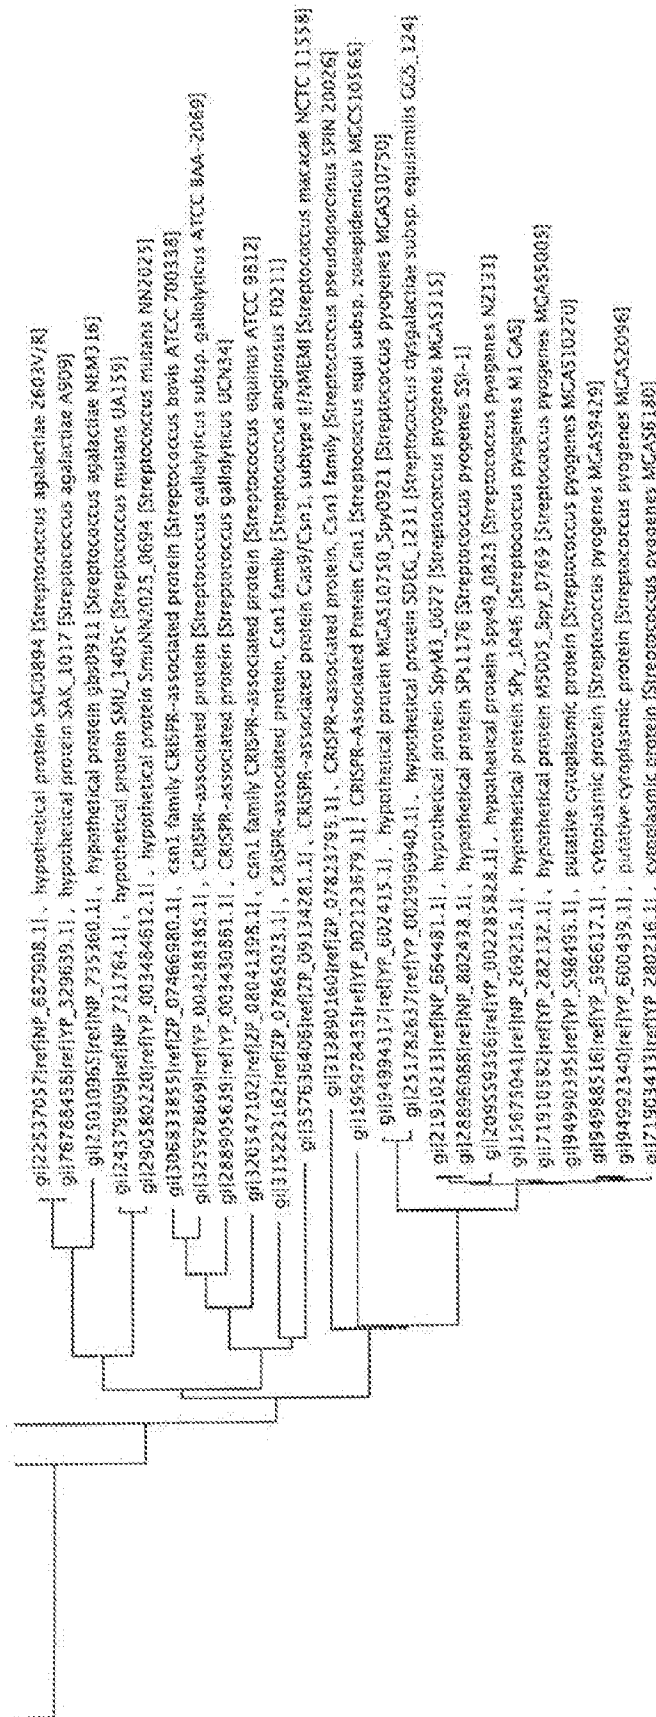 gi|22537057|ref|NP_687908.1|, hypothetical protein SAG0894 [Streptococcus agalactiae 2603V/R]
gi|76788458|ref|YP_329639.1|, hypothetical protein SAK_1017 [Streptococcus agalactiae A909]
gi|25010965|ref|NP_735360.1|, hypothetical protein gbs0911 [Streptococcus agalactiae NEM316]
gi|24379809|ref|NP_721764.1|, hypothetical protein SMU_1405c [Streptococcus mutans UA159]
gi|290580220|ref|YP_003484612.1|, hypothetical protein SmuNN2025_0694 [Streptococcus mutans NN2025]
gi|306831855|ref|ZP_07466980.1|, csn1 family CRISPR-associated protein [Streptococcus bovis ATCC 700338]
gi|325978669|ref|YP_004288385.1|, CRISPR-associated protein [Streptococcus gallolyticus subsp. gallolyticus ATCC BAA-2069]
gi|288905639|ref|YP_003430861.1|, CRISPR-associated protein [Streptococcus gallolyticus UCN34]
gi|320547102|ref|ZP_08041398.1|, csn1 family CRISPR-associated protein [Streptococcus equinus ATCC 9812]
gi|315223162|ref|ZP_07865023.1|, CRISPR-associated protein, Csn1 family [Streptococcus anginosus F0211]
gi|357636406|ref|ZP_09134281.1|, CRISPR-associated protein Cas9/Csn1, subtype II/NMEMI [Streptococcus macacae NCTC 11558]
gi|313890160|ref|ZP_07823795.1|, CRISPR-associated protein, Csn1 family [Streptococcus pseudoporcinus SPIN 20026]
gi|195978435|ref|YP_002123679.1|, CRISPR-Associated Protein Csn1 [Streptococcus equi subsp. zooepidemicus MGCS10565]
gi|94994317|ref|YP_602415.1|, hypothetical protein MGAS10750_Spy0921 [Streptococcus pyogenes MGAS10750]
gi|251782637|ref|YP_002996940.1|, hypothetical protein SDEG_1231 [Streptococcus dysgalactiae subsp. equisimilis GGS_124]
gi|21910213|ref|NP_664481.1|, hypothetical protein SpyM3_0677 [Streptococcus pyogenes MGAS315]
gi|28896088|ref|NP_802438.1|, hypothetical protein SPs1176 [Streptococcus pyogenes SSI-1]
gi|209559356|ref|YP_002285828.1|, hypothetical protein Spy49_0823 [Streptococcus pyogenes NZ131]
gi|15675041|ref|NP_269215.1|, hypothetical protein SPy_1046 [Streptococcus pyogenes M1 GAS]
gi|71910582|ref|YP_282132.1|, hypothetical protein M5005_Spy_0769 [Streptococcus pyogenes MGAS5005]
gi|94990395|ref|YP_598495.1|, putative cytoplasmic protein [Streptococcus pyogenes MGAS10270]
gi|94988516|ref|YP_596617.1|, cytoplasmic protein [Streptococcus pyogenes MGAS9429]
gi|94992340|ref|YP_600439.1|, putative cytoplasmic protein [Streptococcus pyogenes MGAS2096]
gi|71903413|ref|YP_280216.1|, cytoplasmic protein [Streptococcus pyogenes MGAS6180]